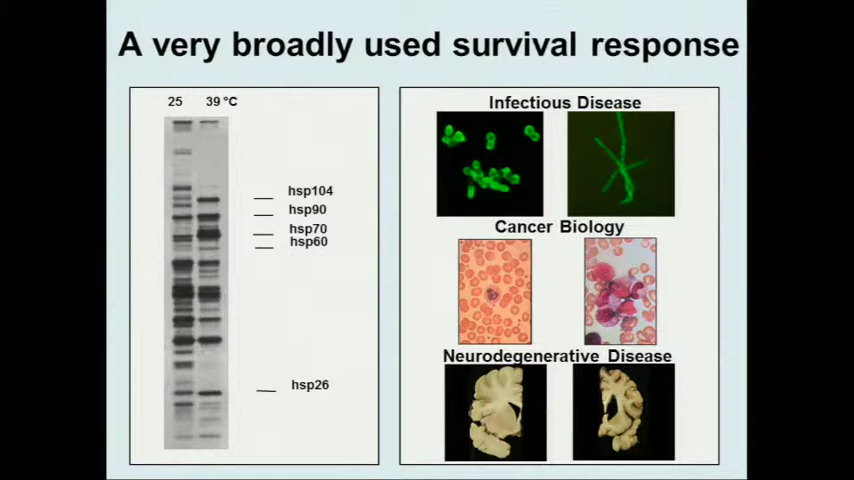 A very broadly used survival response
25 39 °C
hsp104
hsp90
hsp70
hsp60
hsp26
Infectious Disease
Cancer Biology
Neurodegenerative Disease